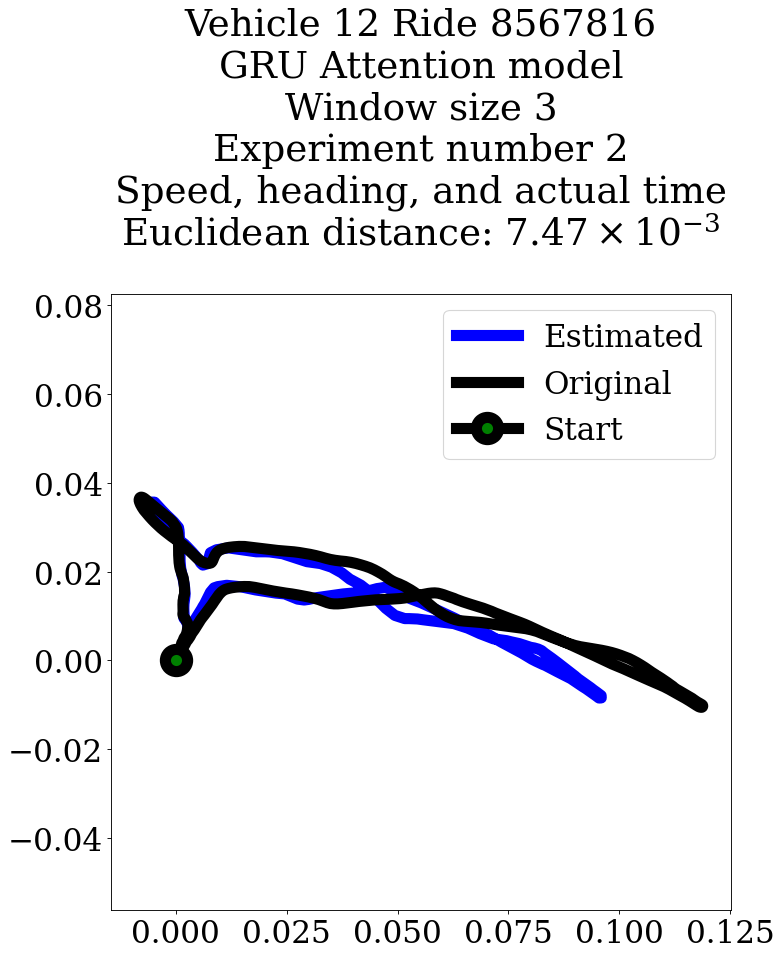 Vehicle 12 Ride 8567816
GRU Attention model
Window size 3
Experiment number 2
Speed, heading, and actual time
Euclidean distance: 7.47 × 10⁻³
0.08
Estimated
0.06
Original
Start
0.04
0.02
0.00
−0.02
−0.04
0.000 0.025 0.050 0.075 0.100 0.125